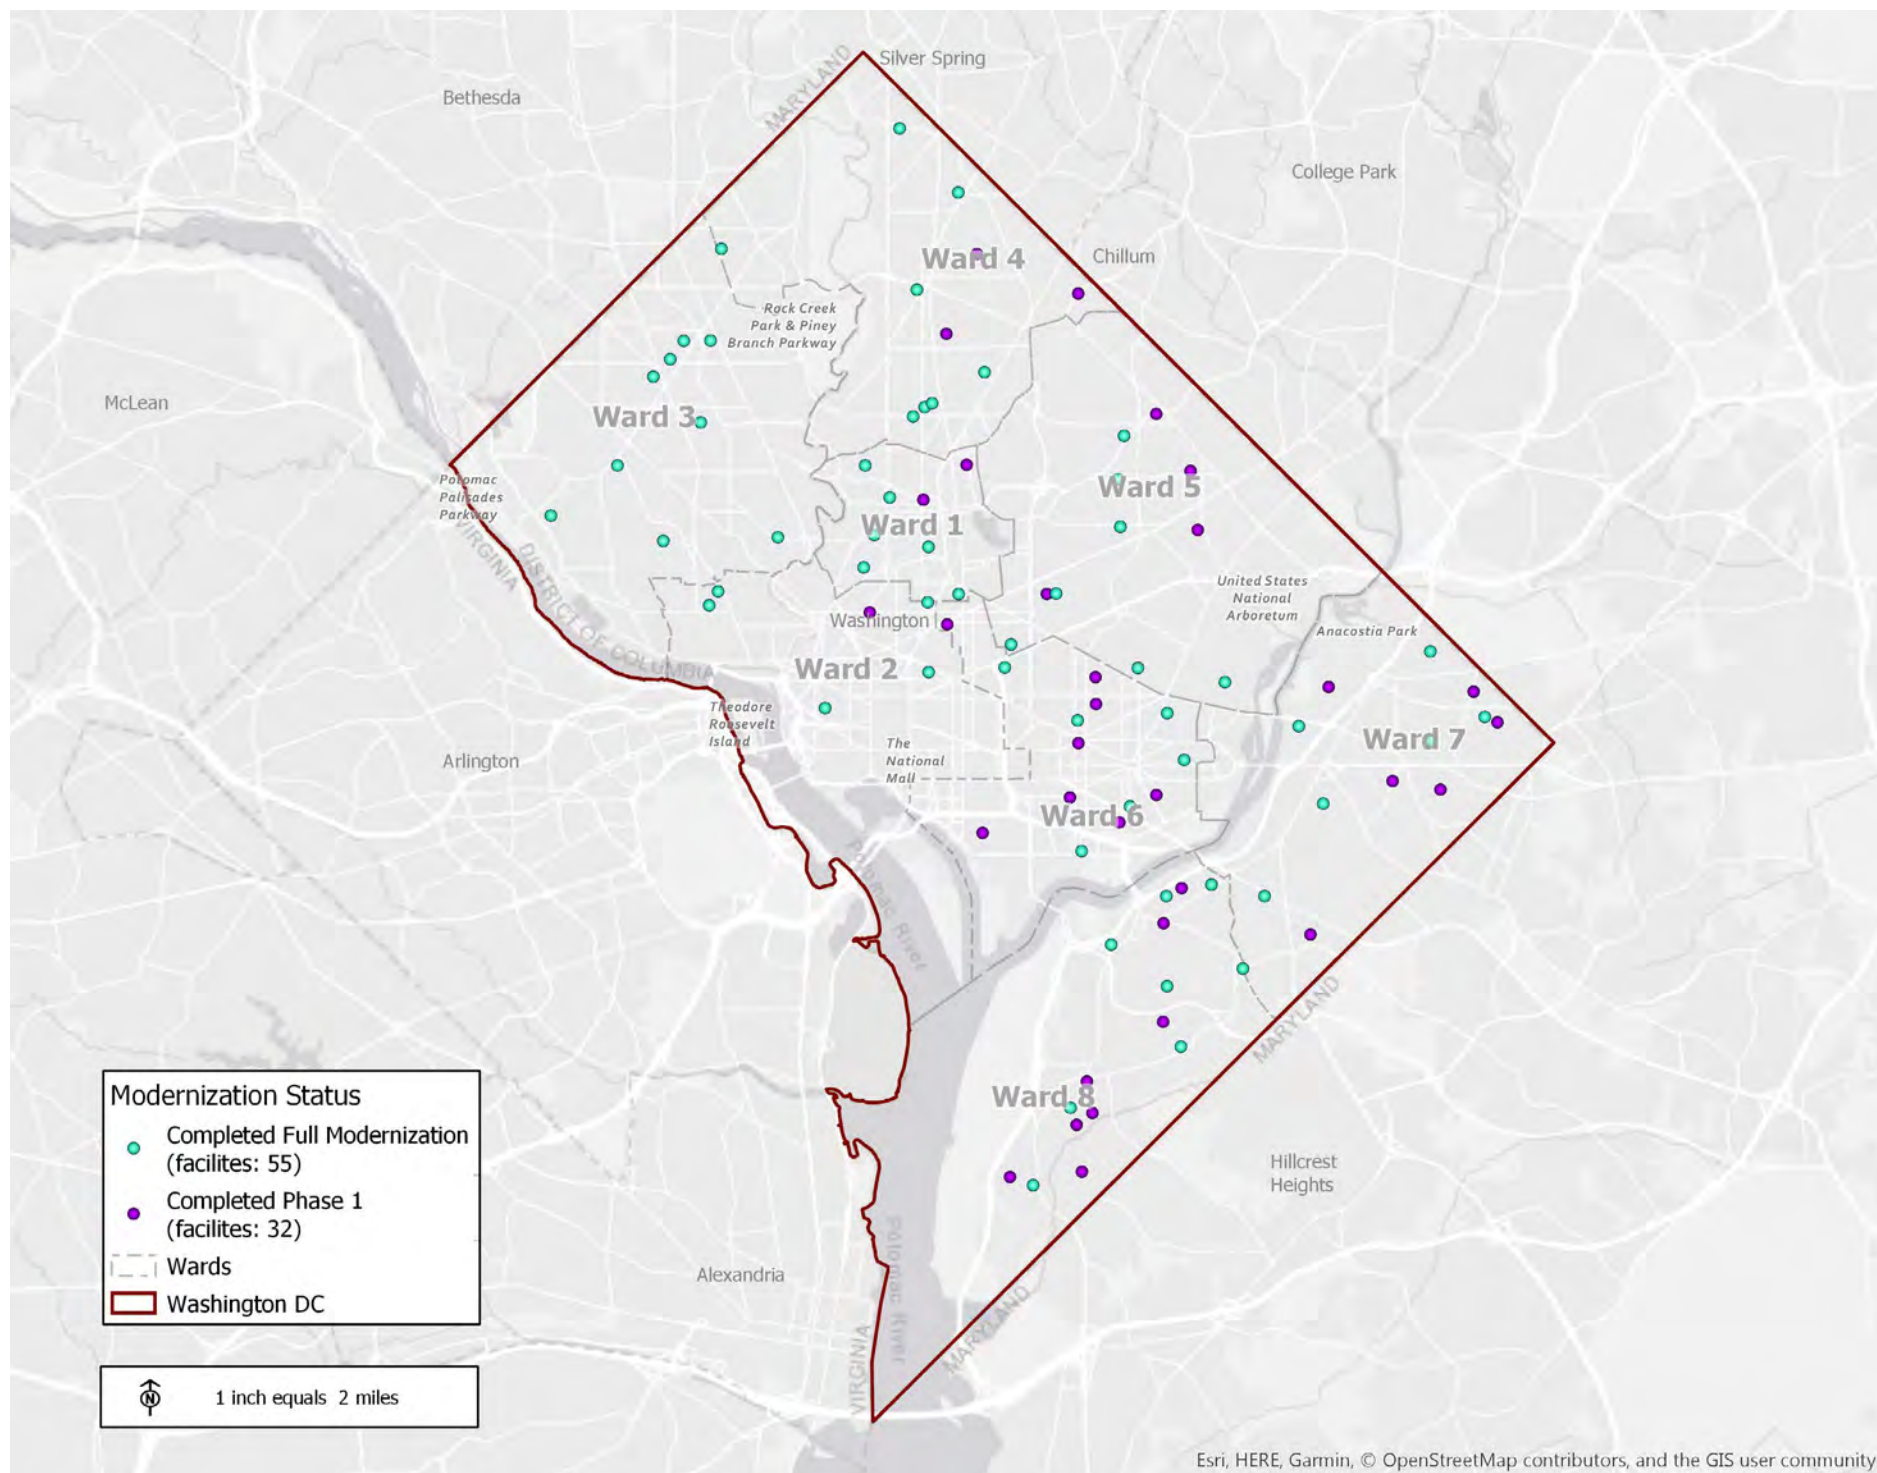 Silver Spring
MARYLAND
Bethesda
College Park
Ward 4
Chillum
Rock Creek
Park & Piney
Branch Parkway
McLean
Ward 3
Potomac
Palisades
Parkway
VIRGINIA
DISTRICT OF COLUMBIA
Ward 5
Ward 1
United States
National
Arboretum
Anacostia Park
Washington
Ward 2
Theodore
Roosevelt
Island
The
National
Mall
Arlington
Ward 7
Ward 6
Potomac River
MARYLAND
Ward 8
Hillcrest
Heights
Alexandria
Potomac River
VIRGINIA
MARYLAND
Modernization Status
Completed Full Modernization
(facilites: 55)
Completed Phase 1
(facilites: 32)
Wards
Washington DC
N
1 inch equals 2 miles
Esri, HERE, Garmin, © OpenStreetMap contributors, and the GIS user community